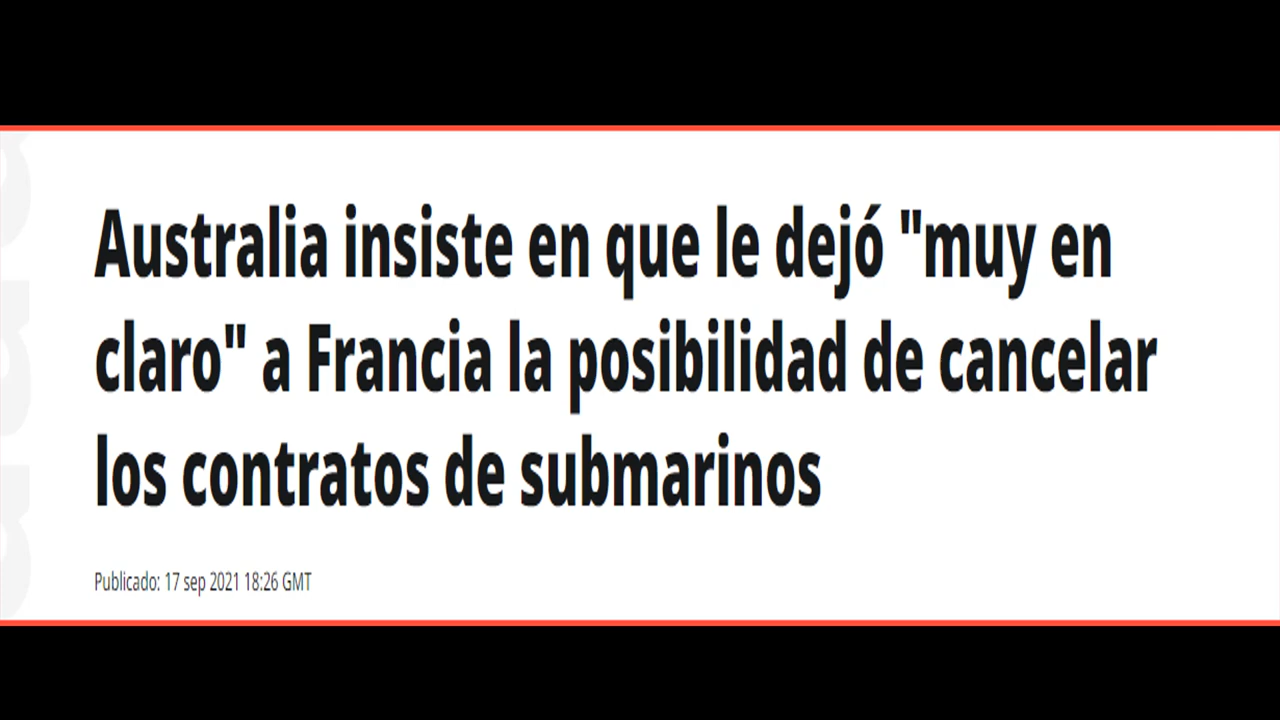 Australia insiste en que le dejó "muy en
claro" a Francia la posibilidad de cancelar
los contratos de submarinos
Publicado: 17 sep 2021 18:26 GMT